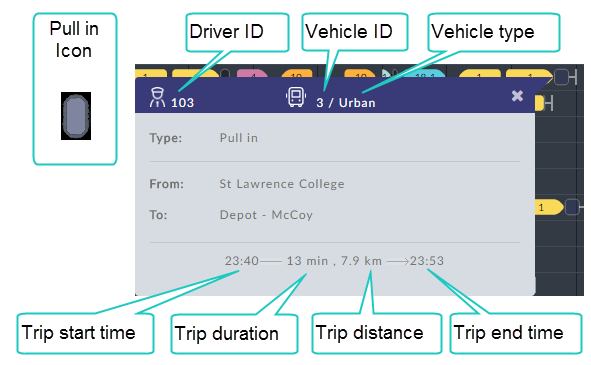 Pull in
Icon
Driver ID
Vehicle ID
Vehicle type
103
3 / Urban
Type: Pull in
From: St Lawrence College
To: Depot - McCoy
23:40 13 min , 7.9 km 23:53
1
Trip start time
Trip duration
Trip distance
Trip end time